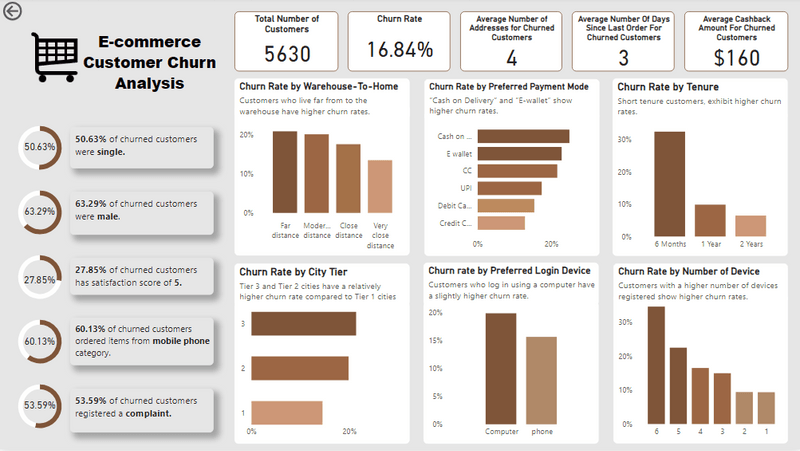 E-commerce
Customer Churn
Analysis
Total Number of
Customers
5630
Churn Rate
16.84%
Average Number of
Addresses for Churned
Customers
4
Average Number Of Days
Since Last Order For
Churned Customers
3
Average Cashback
Amount For Churned
Customers
$160
50.63%
50.63% of churned customers
were single.
63.29%
63.29% of churned customers
were male.
27.85%
27.85% of churned customers
has satisfaction score of 5.
60.13%
60.13% of churned customers
ordered items from mobile phone
category.
53.59%
53.59% of churned customers
registered a complaint.
Churn Rate by Warehouse-To-Home
Customers who live far from to the
warehouse have higher churn rates.
20%
10%
0%
Far
distance
Moder...
distance
Close
distance
Very
close
distance
Churn Rate by Preferred Payment Mode
"Cash on Delivery" and "E-wallet" show
higher churn rates.
Cash on ...
E wallet
CC
UPI
Debit Ca...
Credit C...
0%
20%
Churn Rate by Tenure
Short tenure customers, exhibit higher churn
rates.
30%
20%
10%
0%
6 Months
1 Year
2 Years
Churn Rate by City Tier
Tier 3 and Tier 2 cities have a relatively
higher churn rate compared to Tier 1 cities
3
2
1
0%
20%
Churn rate by Preferred Login Device
Customers who log in using a computer have
a slightly higher churn rate.
20%
15%
10%
5%
0%
Computer
phone
Churn Rate by Number of Device
Customers with a higher number of devices
registered show higher churn rates.
30%
20%
10%
0%
6
5
4
3
2
1